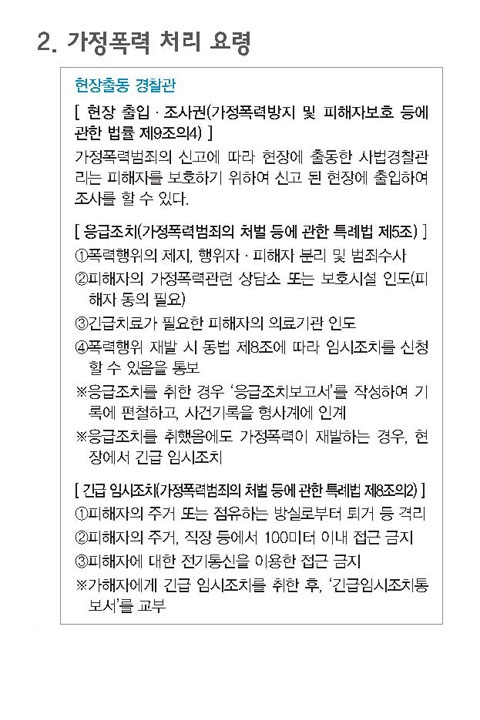 2. 가정폭력 처리 요령
현장출동 경찰관
[ 현장 출입 · 조사권(가정폭력방지 및 피해자보호 등에
관한 법률 제9조의4) ]
가정폭력범죄의 신고에 따라 현장에 출동한 사법경찰관
리는 피해자를 보호하기 위하여 신고 된 현장에 출입하여
조사를 할 수 있다.
[ 응급조치(가정폭력범죄의 처벌 등에 관한 특례법 제5조) ]
①폭력행위의 제지, 행위자 · 피해자 분리 및 범죄수사
②피해자의 가정폭력관련 상담소 또는 보호시설 인도(피
해자 동의 필요)
③긴급치료가 필요한 피해자의 의료기관 인도
④폭력행위 재발 시 동법 제8조에 따라 임시조치를 신청
할 수 있음을 통보
※응급조치를 취한 경우 '응급조치보고서'를 작성하여 기
록에 편철하고, 사건기록을 형사계에 인계
※응급조치를 취했음에도 가정폭력이 재발하는 경우, 현
장에서 긴급 임시조치
[ 긴급 임시조치(가정폭력범죄의 처벌 등에 관한 특례법 제8조의2) ]
①피해자의 주거 또는 점유하는 방실로부터 퇴거 등 격리
②피해자의 주거, 직장 등에서 100미터 이내 접근 금지
③피해자에 대한 전기통신을 이용한 접근 금지
※가해자에게 긴급 임시조치를 취한 후, '긴급임시조치통
보서'를 교부